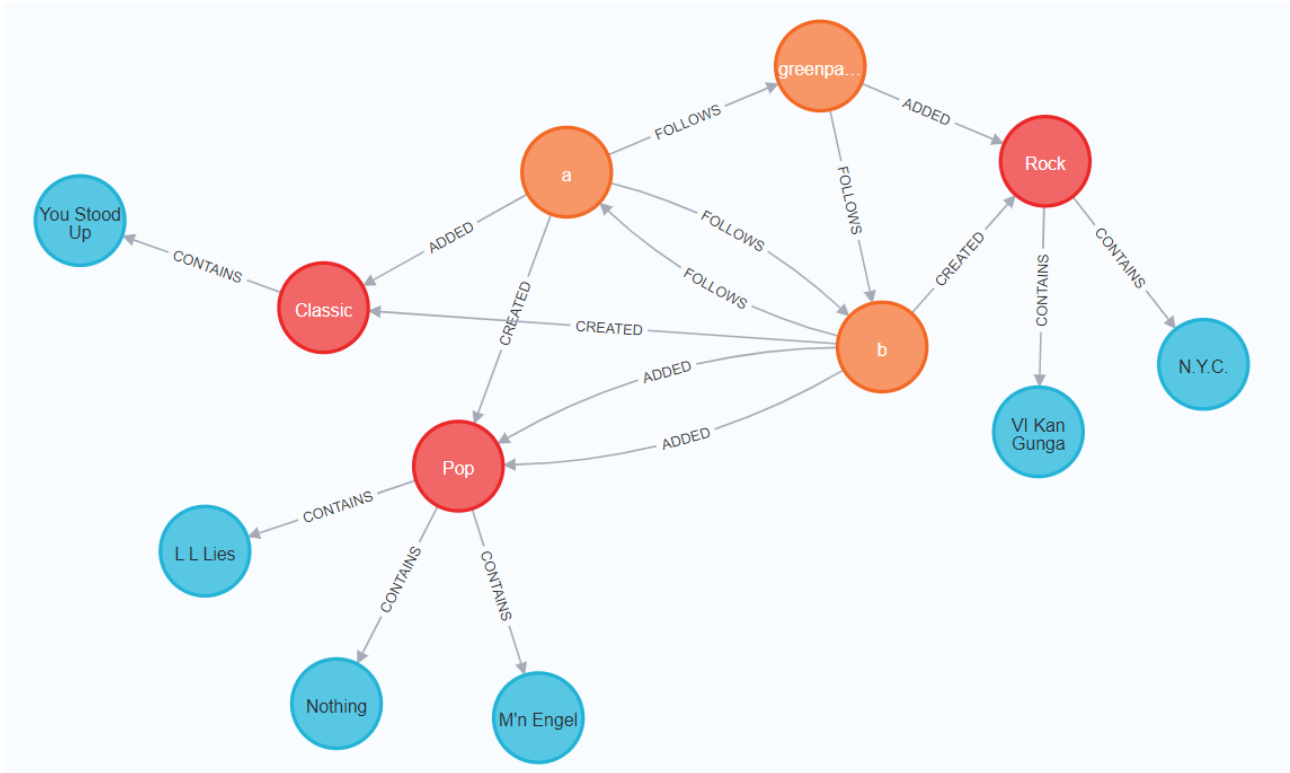 greenpa...
ADDED
FOLLOWS
Rock
a
FOLLOWS
You Stood
Up
FOLLOWS
ADDED
CONTAINS
CREATED
CONTAINS
CONTAINS
FOLLOWS
Classic
CREATED
CREATED
b
N.Y.C.
ADDED
VI Kan
Gunga
ADDED
Pop
CONTAINS
L L Lies
CONTAINS
CONTAINS
Nothing
M'n Engel